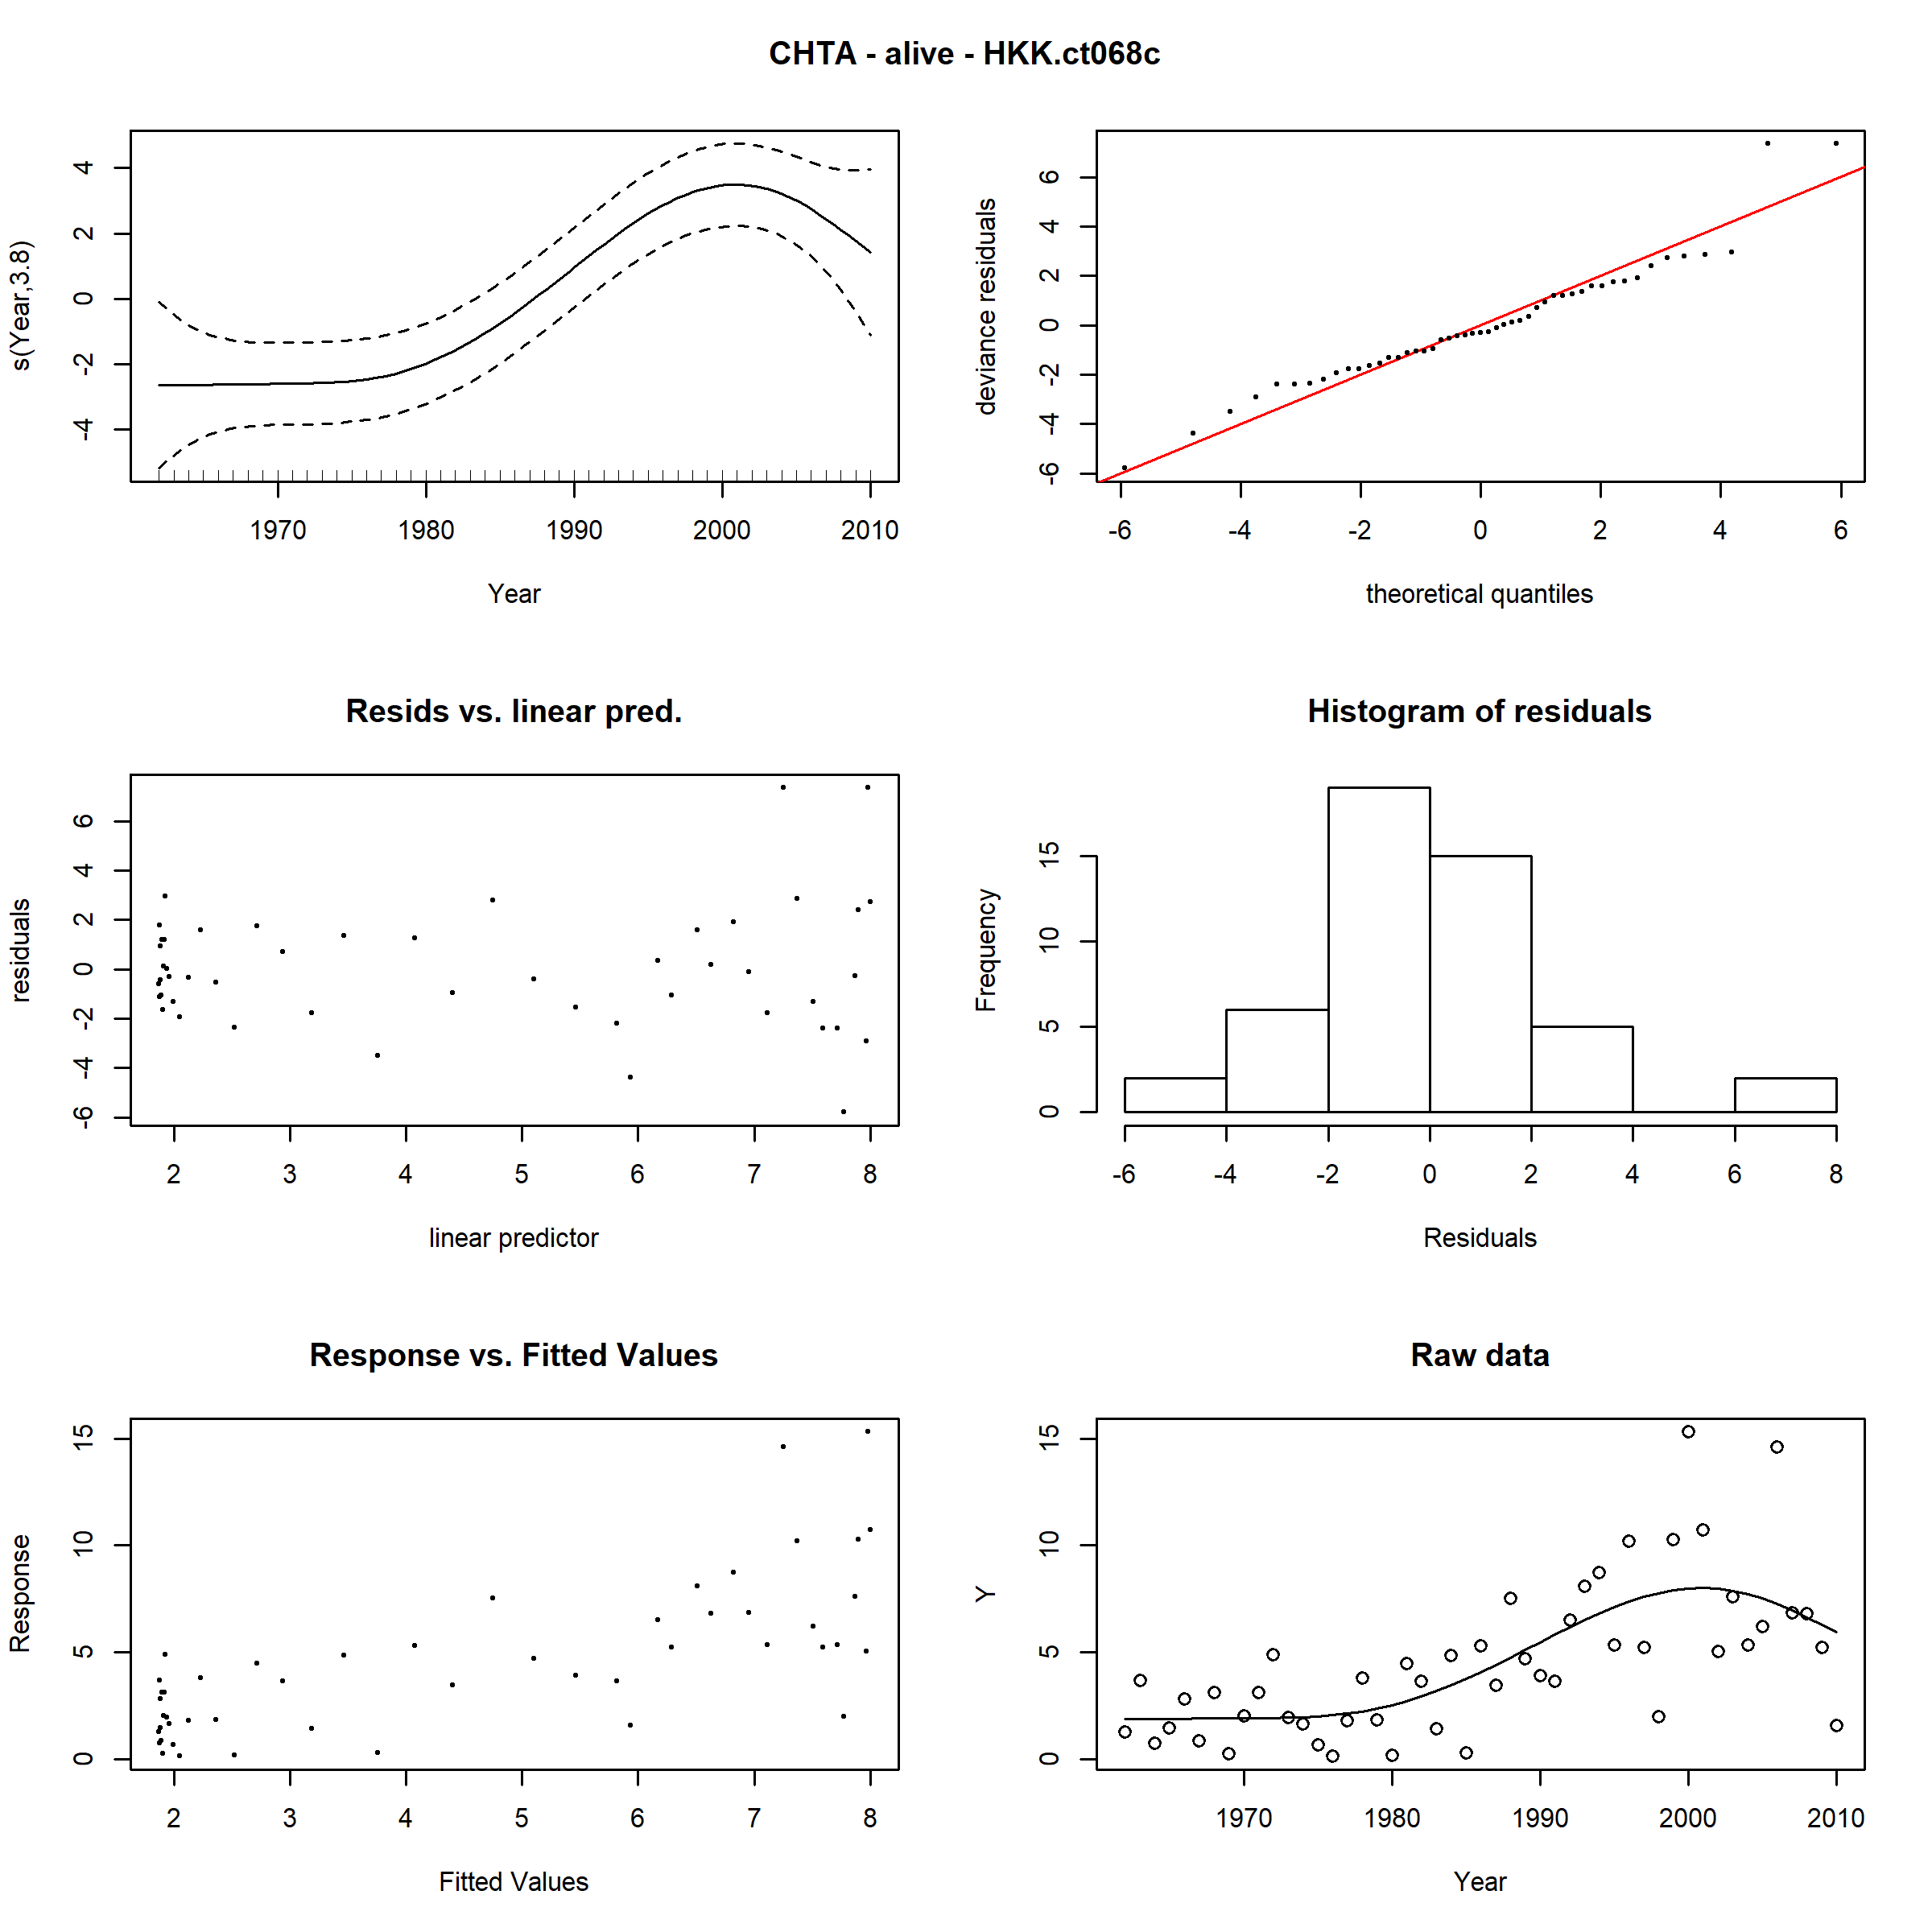 CHTA - alive - HKK.ct068c
s(Year,3.8)
4
2
0
-2
-4
1970 1980 1990 2000 2010
Year
deviance residuals
6
4
2
0
-2
-4
-6
-6 -4 -2 0 2 4 6
theoretical quantiles
Resids vs. linear pred.
residuals
6
4
2
0
-2
-4
-6
2 3 4 5 6 7 8
linear predictor
Histogram of residuals
Frequency
15
10
5
0
-6 -4 -2 0 2 4 6 8
Residuals
Response vs. Fitted Values
Response
15
10
5
0
2 3 4 5 6 7 8
Fitted Values
Raw data
Y
15
10
5
0
1970 1980 1990 2000 2010
Year